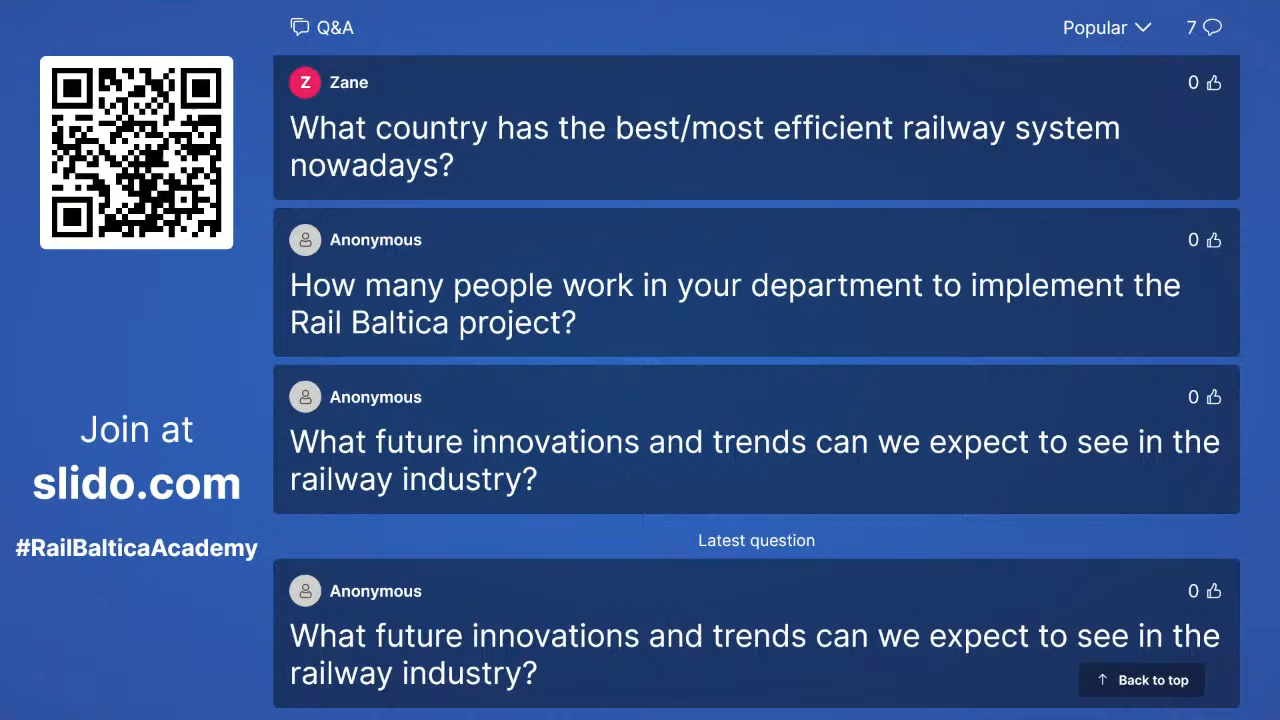 Q&A
Popular
7
Z
Zane
0
What country has the best/most efficient railway system
nowadays?
Anonymous
0
How many people work in your department to implement the
Rail Baltica project?
Anonymous
0
What future innovations and trends can we expect to see in the
railway industry?
Latest question
Anonymous
0
What future innovations and trends can we expect to see in the
railway industry?
Back to top
Join at
slido.com
#RailBalticaAcademy